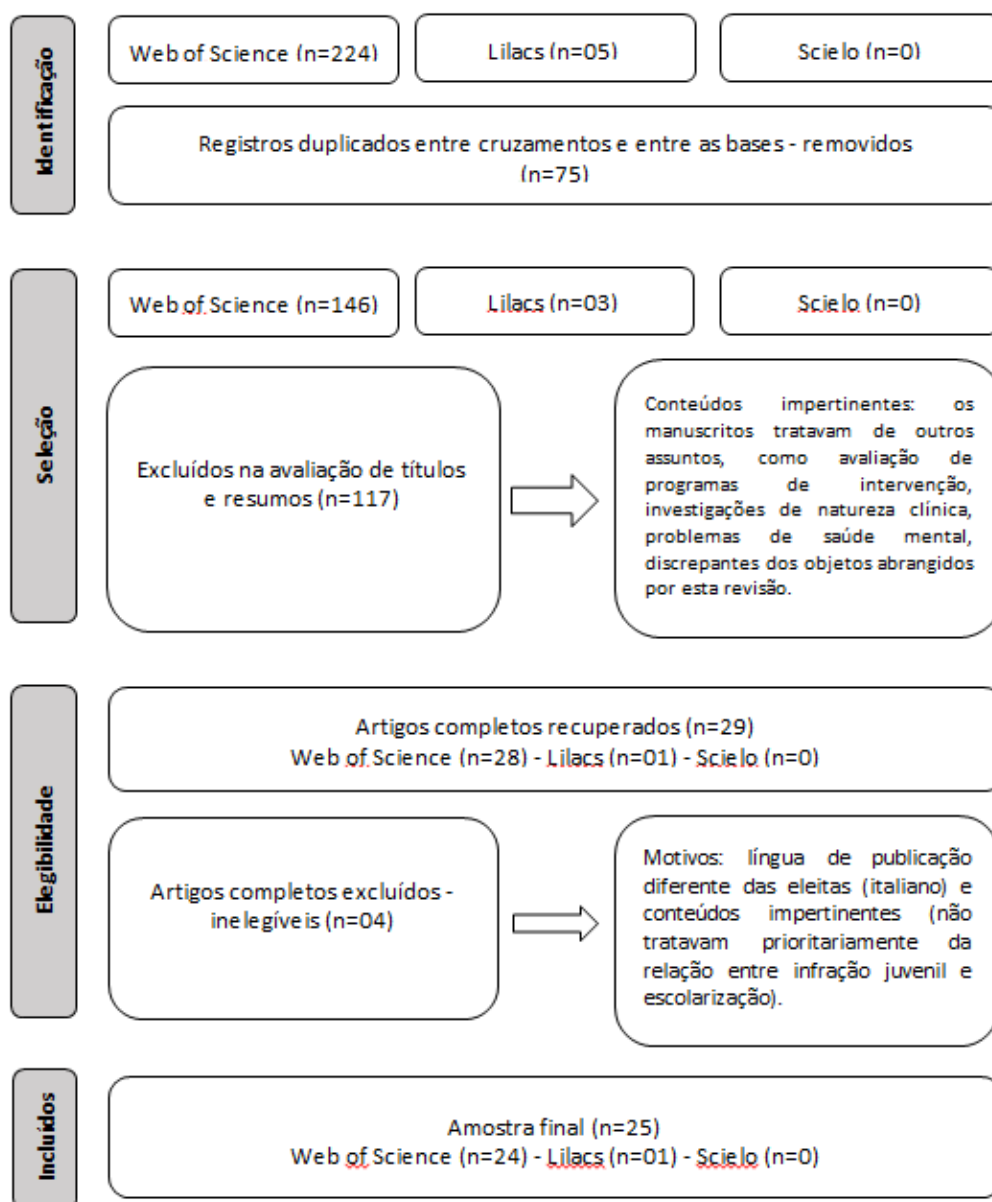 Identificação
Web of Science (n=224)
Lilacs (n=05)
Scielo (n=0)
Registros duplicados entre cruzamentos e entre as bases - removidos
(n=75)
Seleção
Web of Science (n=146)
Lilacs (n=03)
Scielo (n=0)
Excluídos na avaliação de títulos
e resumos (n=117)
Conteúdos impertinentes: os
manuscritos tratavam de outros
assuntos, como avaliação de
programas de intervenção,
investigações de natureza clínica,
problemas de saúde mental,
discrepantes dos objetos abrangidos
por esta revisão.
Elegibilidade
Artigos completos recuperados (n=29)
Web of Science (n=28) - Lilacs (n=01) - Scielo (n=0)
Artigos completos excluídos -
inelegíveis (n=04)
Motivos: língua de publicação
diferente das eleitas (italiano) e
conteúdos impertinentes (não
tratavam prioritariamente da
relação entre infração juvenil e
escolarização).
Incluídos
Amostra final (n=25)
Web of Science (n=24) - Lilacs (n=01) - Scielo (n=0)